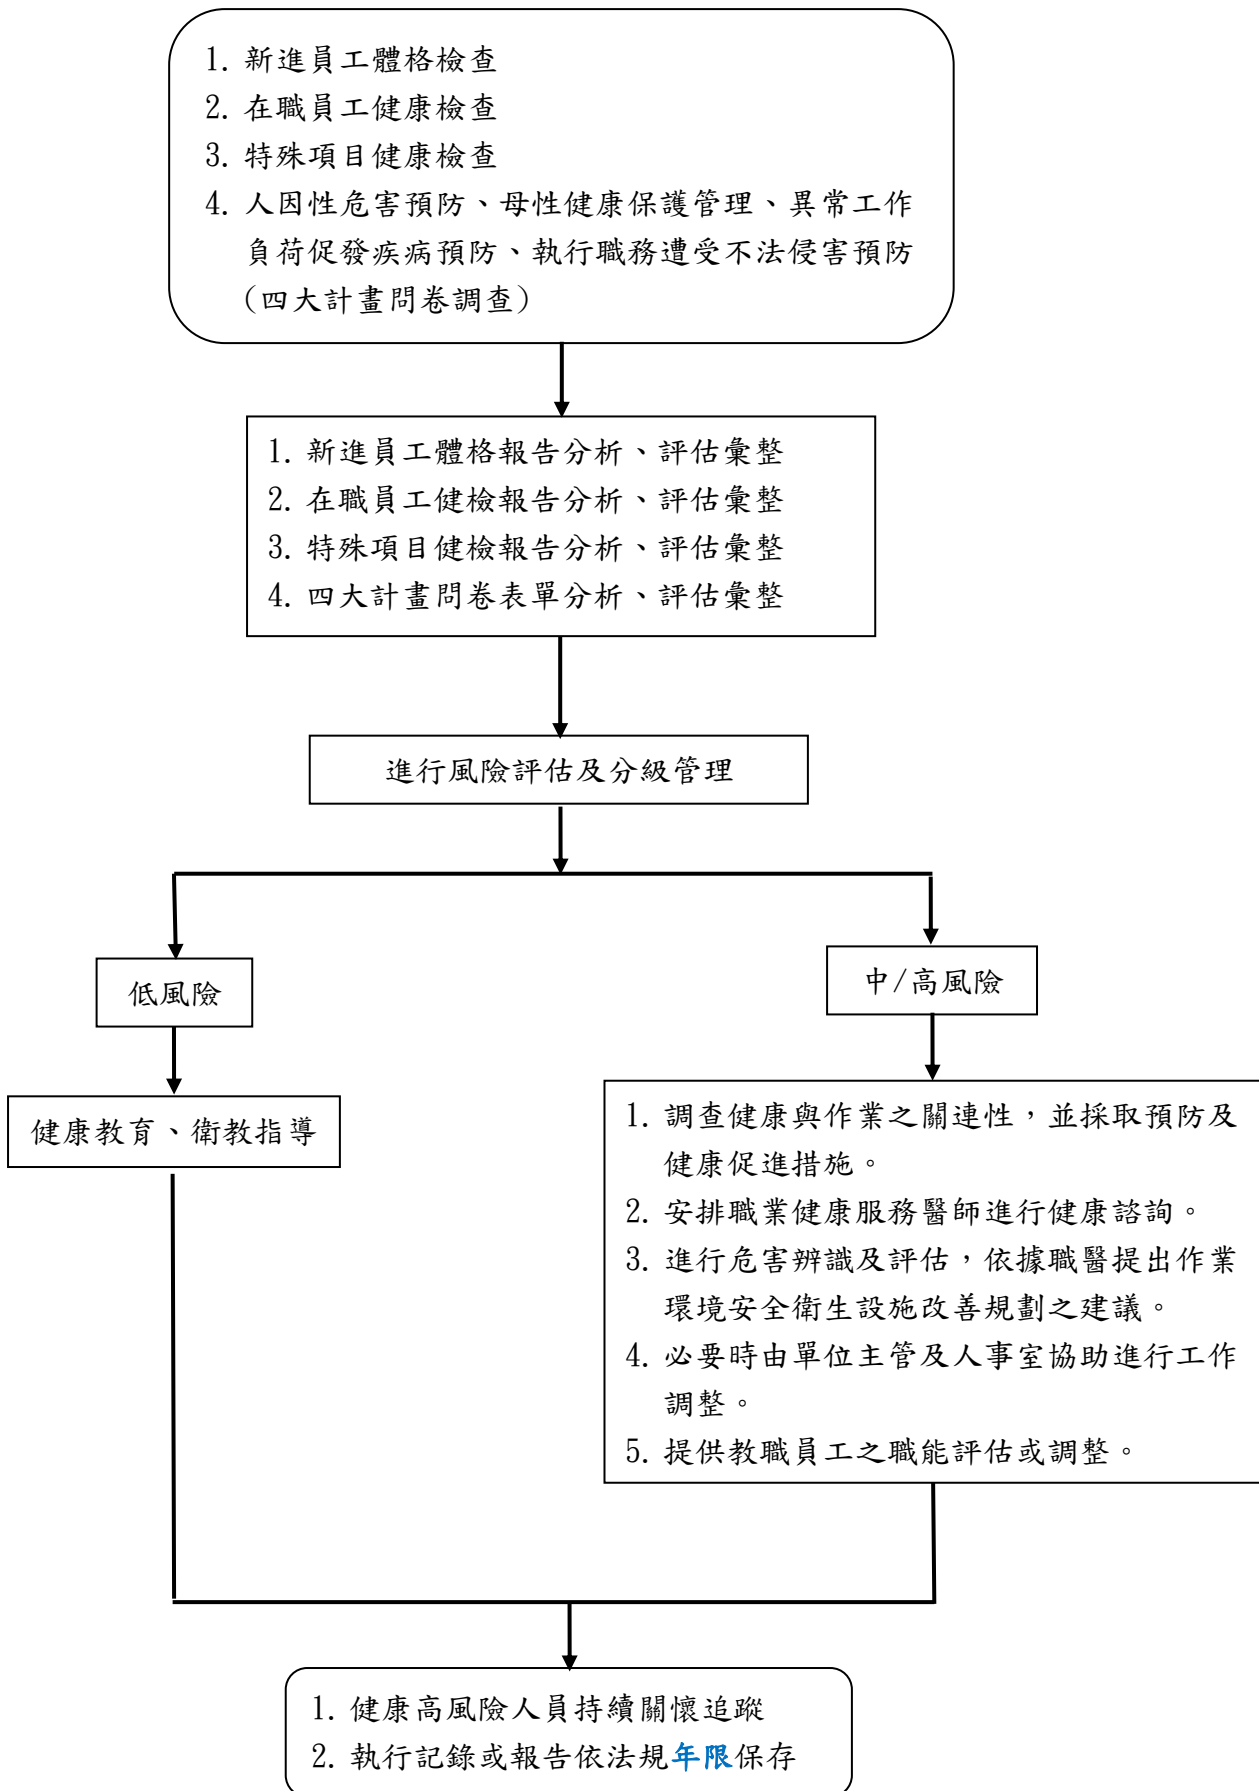 1. 新進員工體格檢查
2. 在職員工健康檢查
3. 特殊項目健康檢查
4. 人因性危害預防、母性健康保護管理、異常工作
負荷促發疾病預防、執行職務遭受不法侵害預防
(四大計畫問卷調查)
1. 新進員工體格報告分析、評估彙整
2. 在職員工健檢報告分析、評估彙整
3. 特殊項目健檢報告分析、評估彙整
4. 四大計畫問卷表單分析、評估彙整
進行風險評估及分級管理
低風險
中/高風險
健康教育、衛教指導
1. 調查健康與作業之關連性，並採取預防及
健康促進措施。
2. 安排職業健康服務醫師進行健康諮詢。
3. 進行危害辨識及評估，依據職醫提出作業
環境安全衛生設施改善規劃之建議。
4. 必要時由單位主管及人事室協助進行工作
調整。
5. 提供教職員工之職能評估或調整。
1. 健康高風險人員持續關懷追蹤
2. 執行記錄或報告依法規年限保存